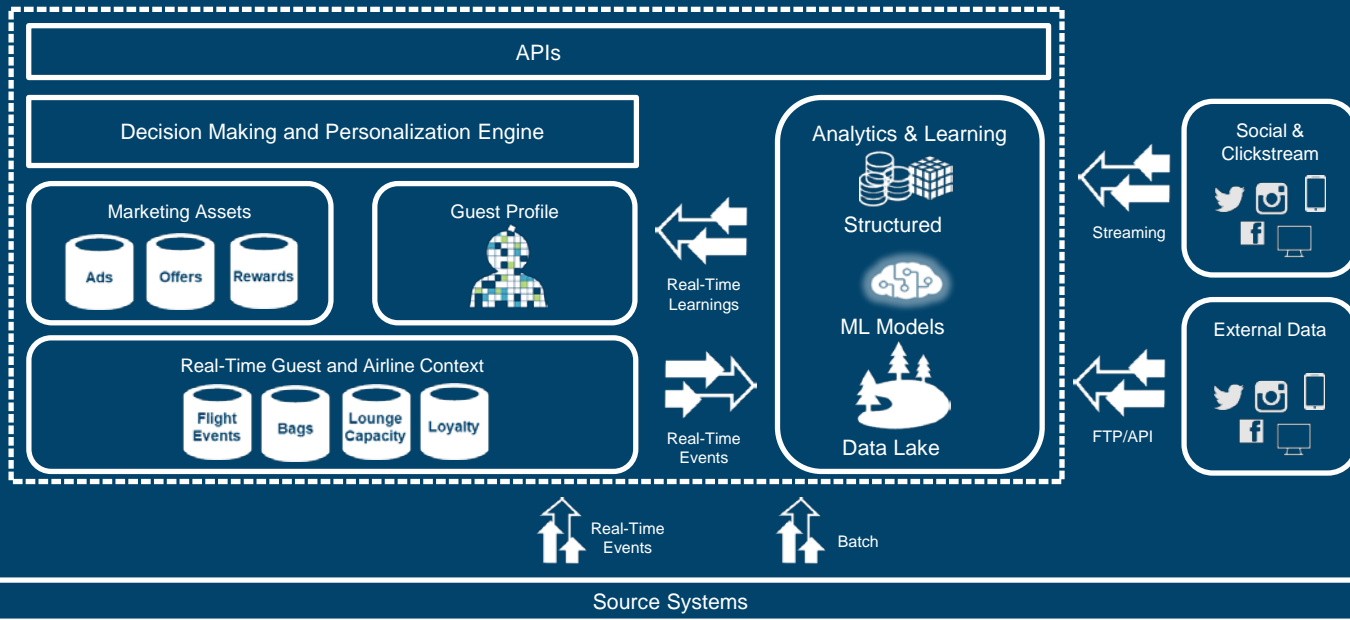 APIs
Decision Making and Personalization Engine
Marketing Assets
Ads
Offers
Rewards
Guest Profile
Real-Time Guest and Airline Context
Flight
Events
Bags
Lounge
Capacity
Loyalty
Real-Time
Learnings
Real-Time
Events
Analytics & Learning
Structured
ML Models
Data Lake
Streaming
FTP/API
Social &
Clickstream
External Data
Real-Time
Events
Batch
Source Systems